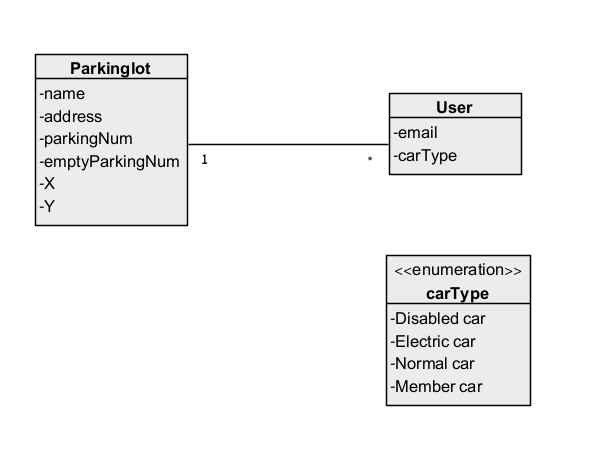 Parkinglot
-name
-address
-parkingNum
-emptyParkingNum
-X
-Y
1
*
User
-email
-carType
<<enumeration>>
carType
-Disabled car
-Electric car
-Normal car
-Member car